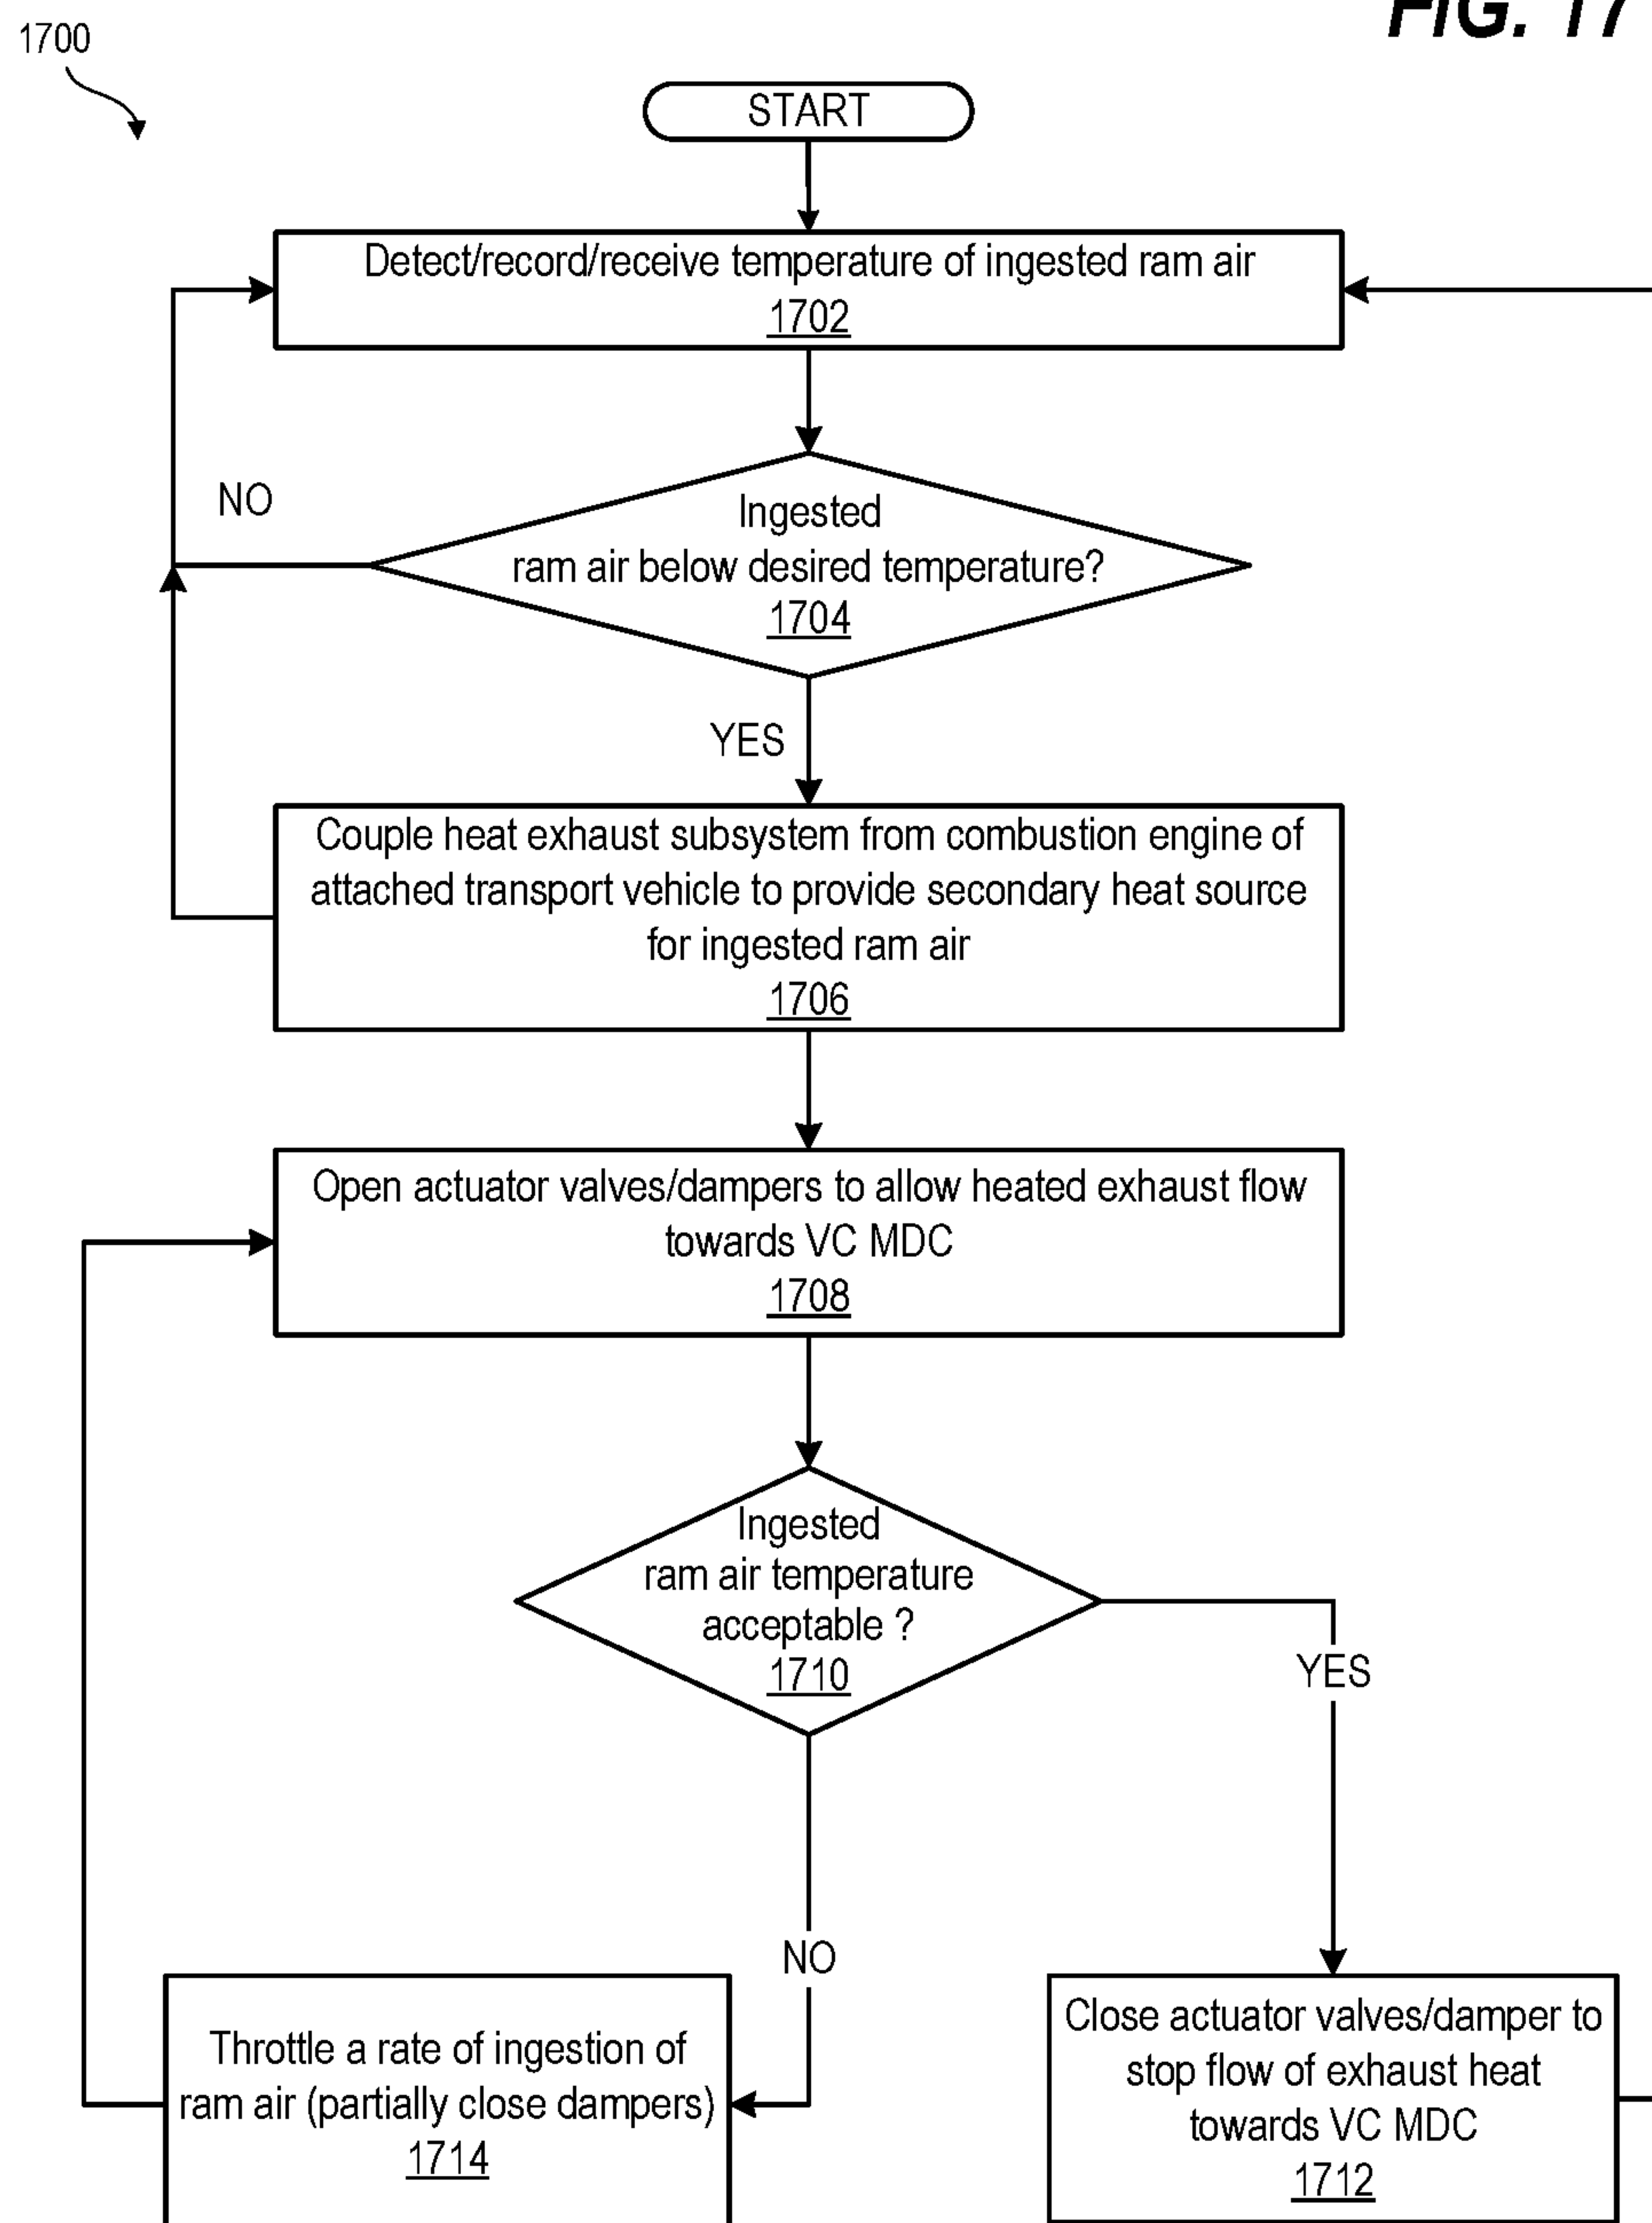 FIG. 17
1700
START
Detect/record/receive temperature of ingested ram air
1702
NO
Ingested
ram air below desired temperature?
1704
YES
Couple heat exhaust subsystem from combustion engine of
attached transport vehicle to provide secondary heat source
for ingested ram air
1706
Open actuator valves/dampers to allow heated exhaust flow
towards VC MDC
1708
Ingested
ram air temperature
acceptable ?
1710
YES
NO
Throttle a rate of ingestion of
ram air (partially close dampers)
1714
Close actuator valves/damper to
stop flow of exhaust heat
towards VC MDC
1712